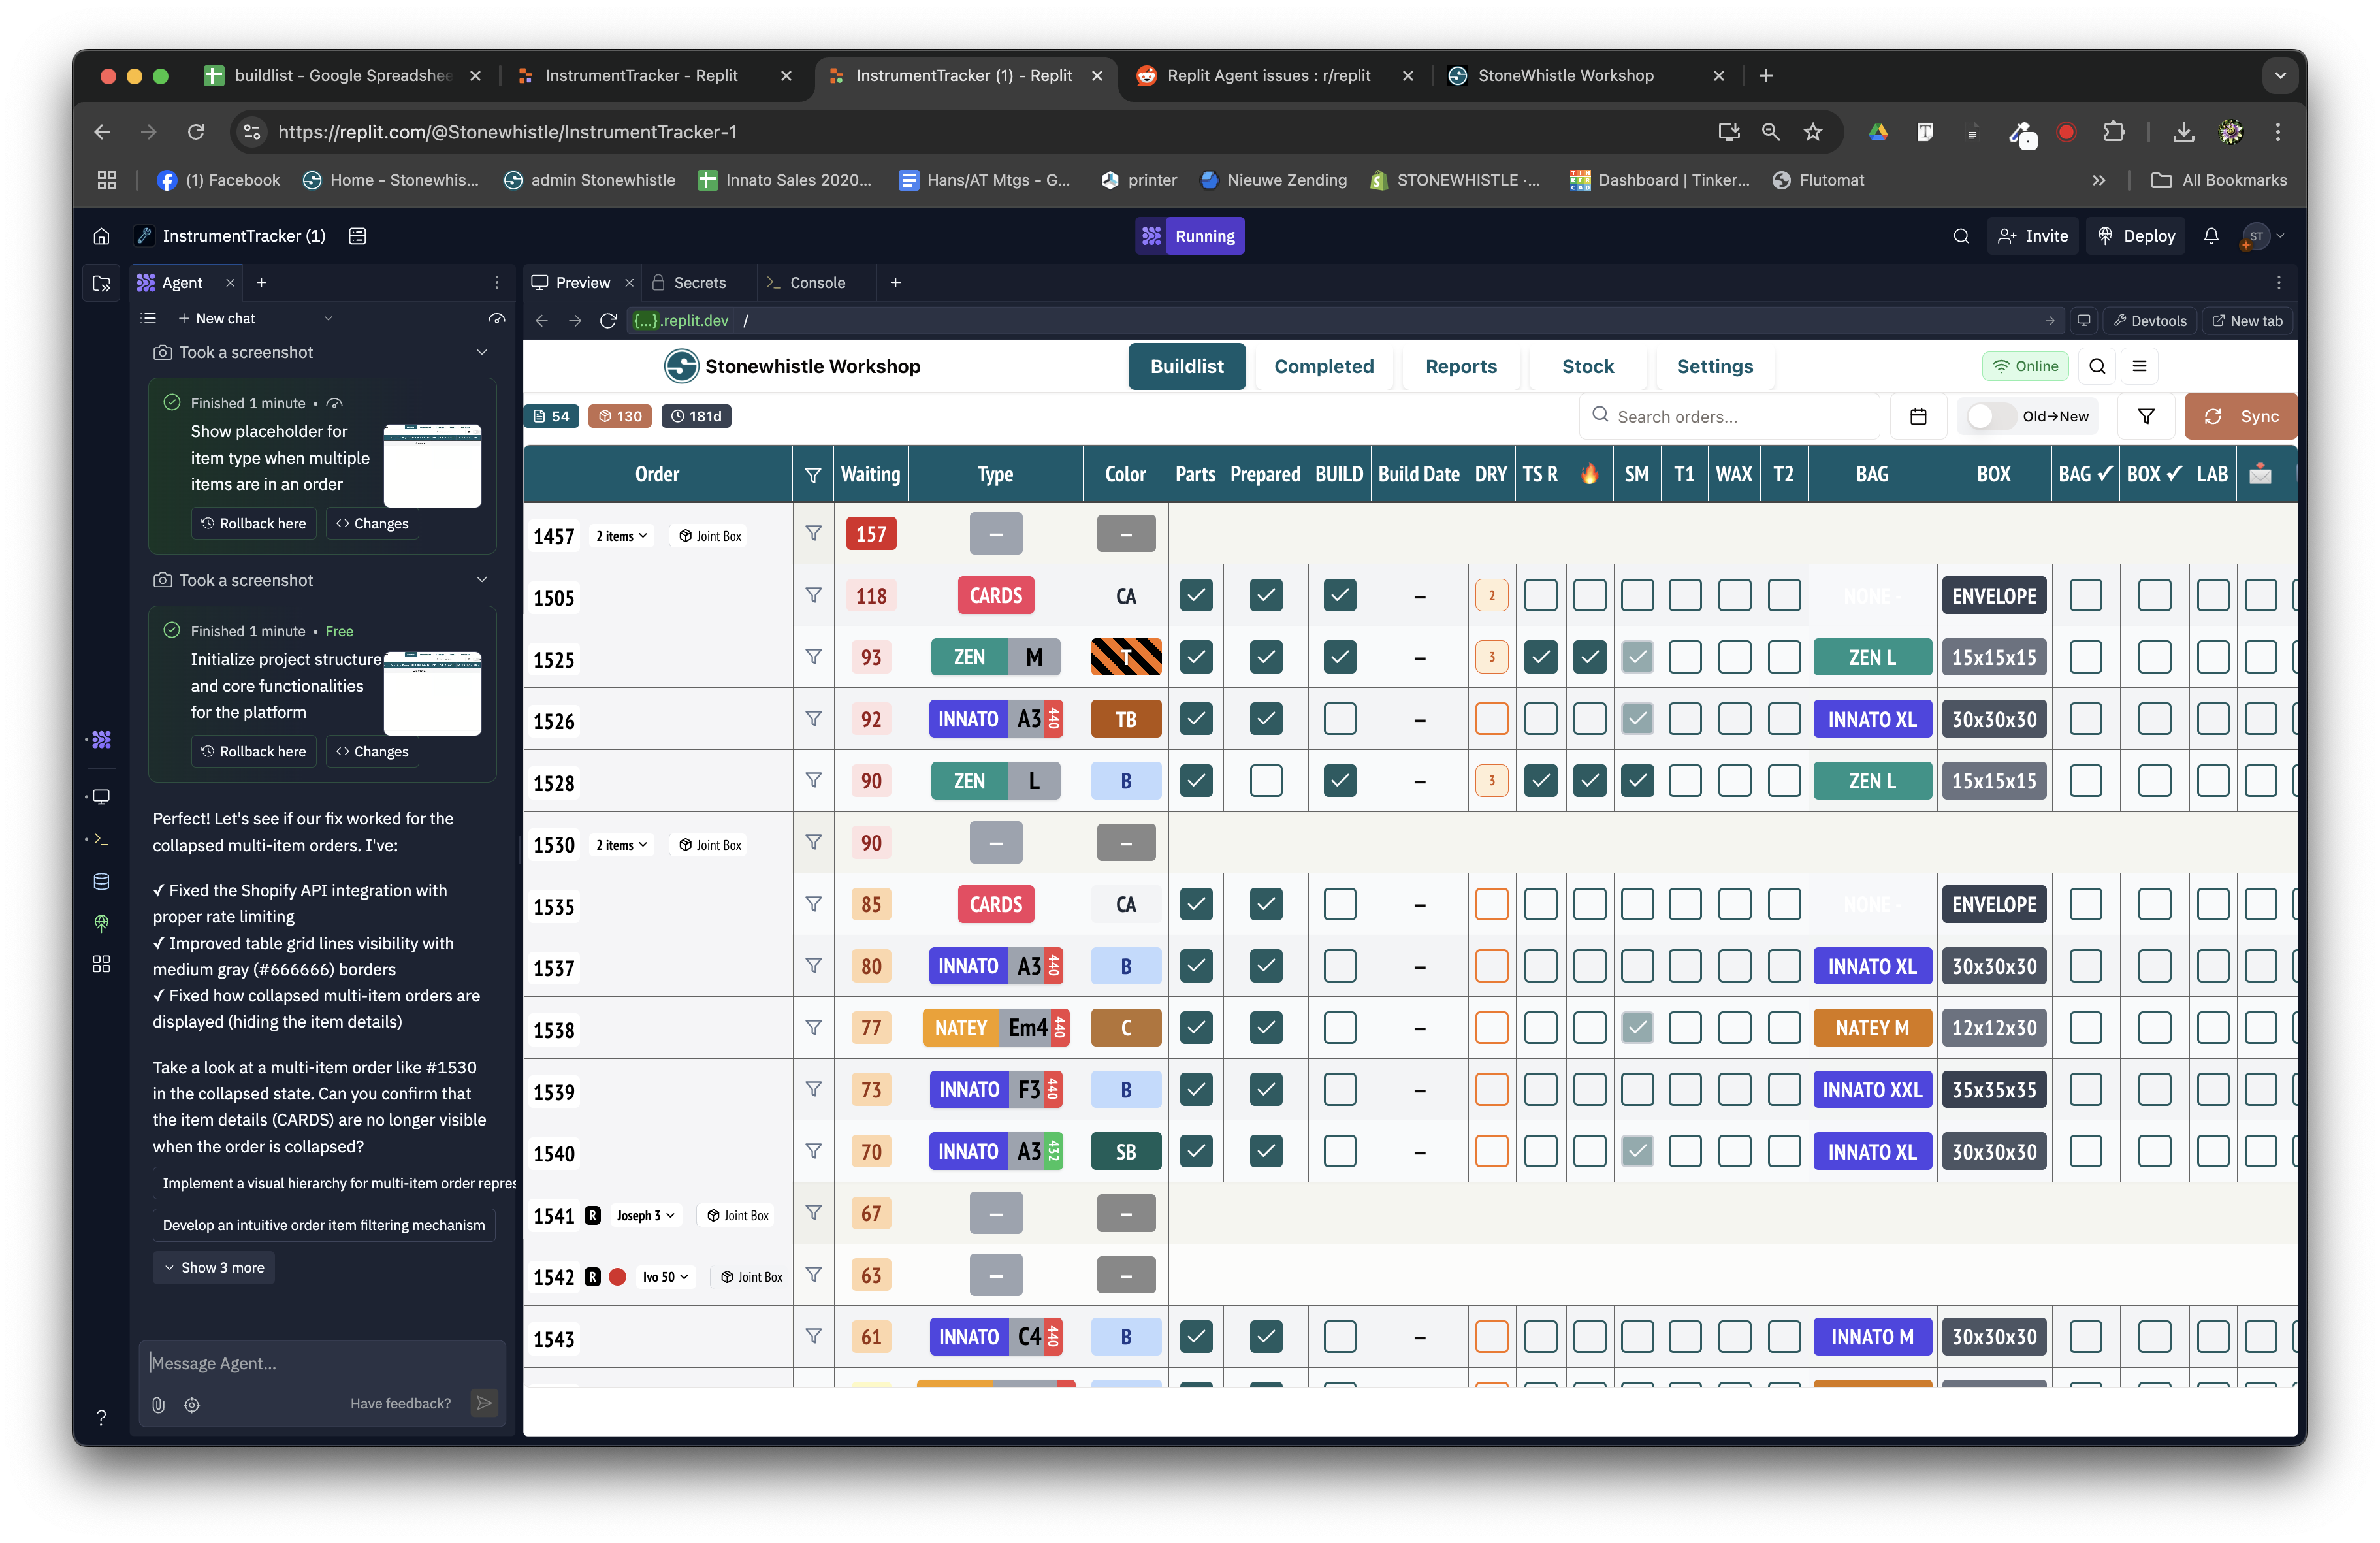 buildlist - Google Spreadshee
InstrumentTracker - Replit
InstrumentTracker (1) - Replit
Replit Agent issues : r/replit
StoneWhistle Workshop
https://replit.com/@Stonewhistle/InstrumentTracker-1
(1) Facebook
Home - Stonewhis...
admin Stonewhistle
Innato Sales 2020...
Hans/AT Mtgs - G...
printer
Nieuwe Zending
STONEWHISTLE ·...
Dashboard | Tinker...
Flutomat
All Bookmarks
InstrumentTracker (1)
Running
Invite
Deploy
ST
Agent
New chat
Took a screenshot
Finished 1 minute •
Show placeholder for
item type when multiple
items are in an order
Rollback here
Changes
Took a screenshot
Finished 1 minute • Free
Initialize project structure
and core functionalities
for the platform
Rollback here
Changes
Perfect! Let's see if our fix worked for the
collapsed multi-item orders. I've:
✓ Fixed the Shopify API integration with
proper rate limiting
✓ Improved table grid lines visibility with
medium gray (#666666) borders
✓ Fixed how collapsed multi-item orders are
displayed (hiding the item details)
Take a look at a multi-item order like #1530
in the collapsed state. Can you confirm that
the item details (CARDS) are no longer visible
when the order is collapsed?
Implement a visual hierarchy for multi-item order repres
Develop an intuitive order item filtering mechanism
Show 3 more
Message Agent...
Have feedback?
Preview
Secrets
Console
{...}.replit.dev /
Devtools
New tab
Stonewhistle Workshop
Buildlist
Completed
Reports
Stock
Settings
Online
54
130
181d
Search orders...
Old→New
Sync
Order Waiting Type Color Parts Prepared BUILD Build Date DRY TS R 🔥 SM T1 WAX T2 BAG BOX BAG ✓ BOX ✓ LAB
1457 2 items Joint Box 157 – –
1505 118 CARDS CA – 2 NONE - ENVELOPE
1525 93 ZEN M T – 3 ZEN L 15x15x15
1526 92 INNATO A3 440 TB – INNATO XL 30x30x30
1528 90 ZEN L B – 3 ZEN L 15x15x15
1530 2 items Joint Box 90 – –
1535 85 CARDS CA – NONE - ENVELOPE
1537 80 INNATO A3 440 B – INNATO XL 30x30x30
1538 77 NATEY Em4 440 C – NATEY M 12x12x30
1539 73 INNATO F3 440 B – INNATO XXL 35x35x35
1540 70 INNATO A3 432 SB – INNATO XL 30x30x30
1541 R Joseph 3 Joint Box 67 – –
1542 R Ivo 50 Joint Box 63 – –
1543 61 INNATO C4 440 B – INNATO M 30x30x30